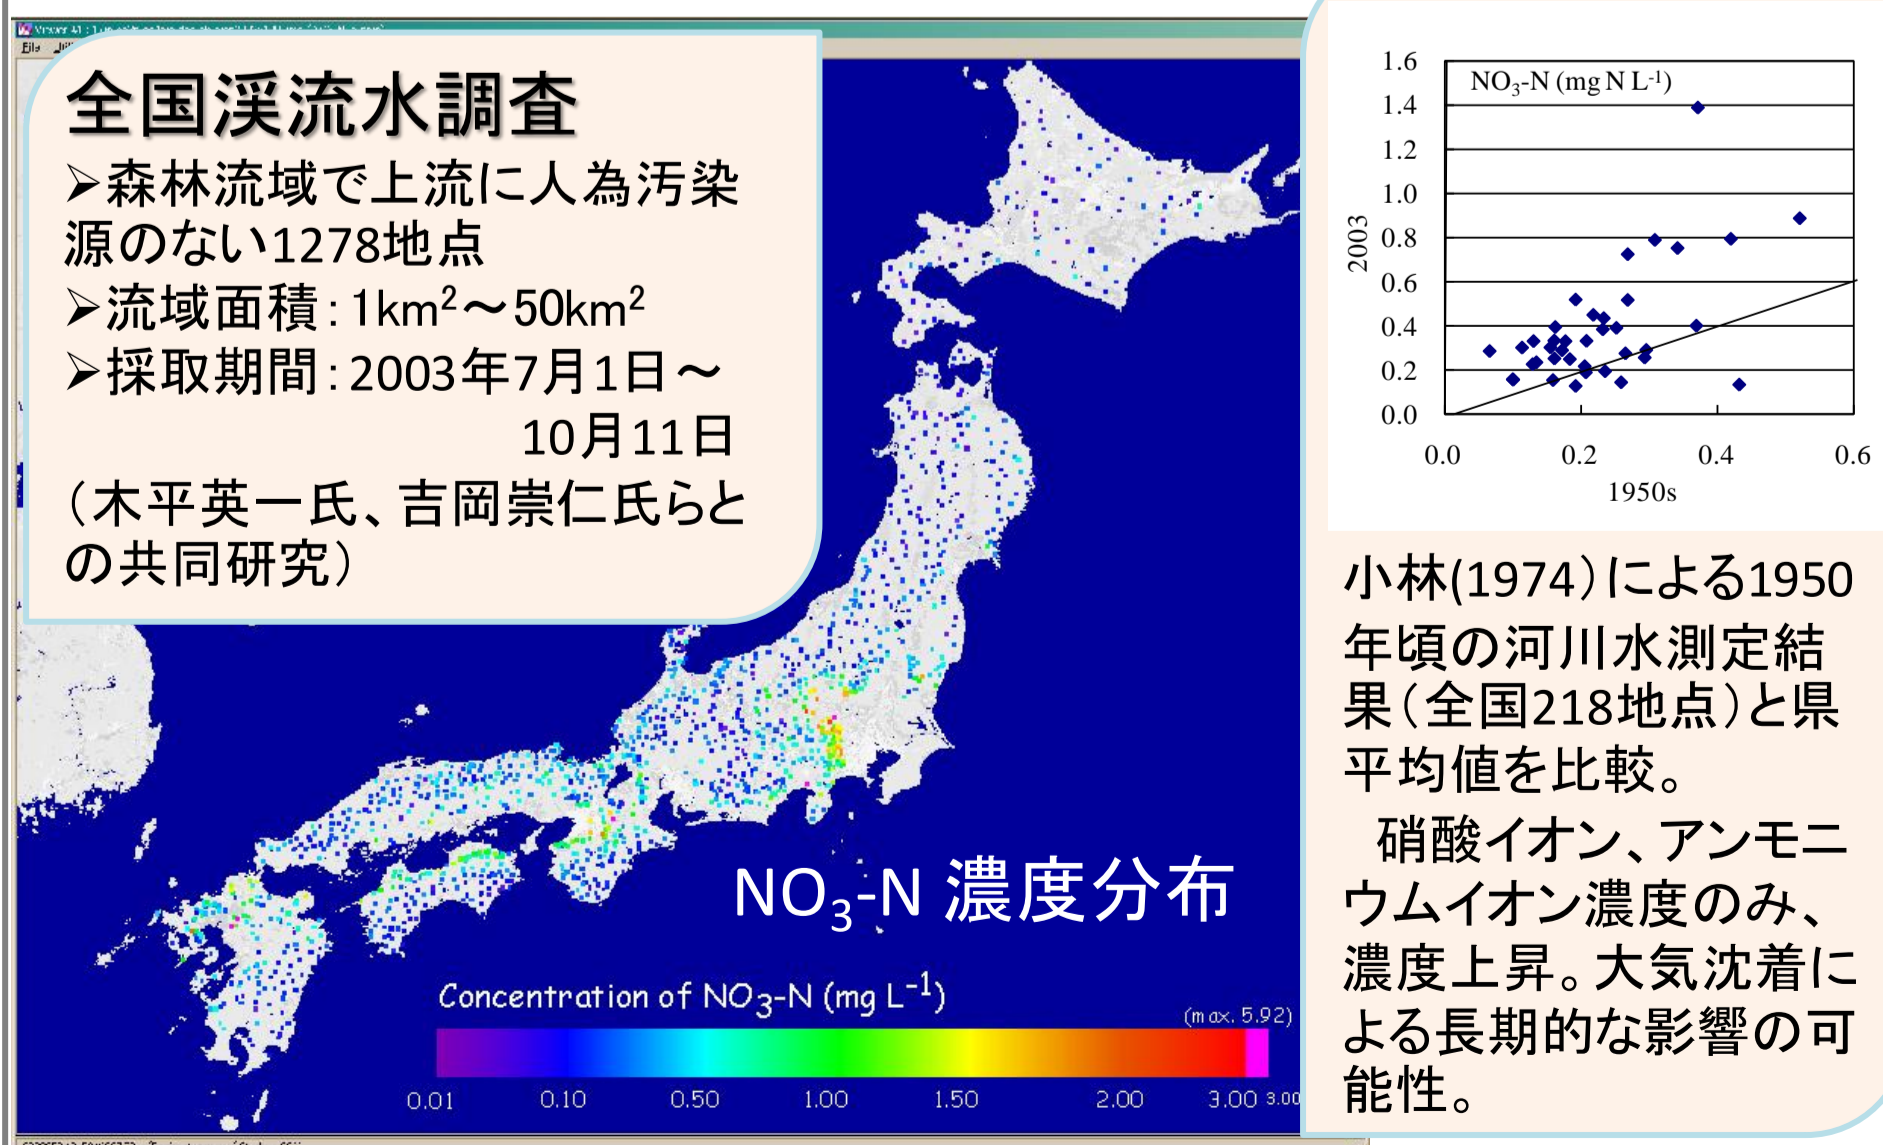 File
全国渓流水調査
➢森林流域で上流に人為汚染
源のない1278地点
➢流域面積：1km²～50km²
➢採取期間：2003年7月1日～
10月11日
（木平英一氏、吉岡崇仁氏らと
の共同研究）
NO₃-N 濃度分布
Concentration of NO₃-N (mg L⁻¹)
(max. 5.92)
0.01 0.10 0.50 1.00 1.50 2.00 3.00 3.00
NO₃-N (mg N L⁻¹)
1.6
1.4
1.2
1.0
0.8
0.6
0.4
0.2
0.0
2003
0.0 0.2 0.4 0.6
1950s
小林(1974）による1950
年頃の河川水測定結
果（全国218地点）と県
平均値を比較。
硝酸イオン、アンモニ
ウムイオン濃度のみ、
濃度上昇。大気沈着に
よる長期的な影響の可
能性。